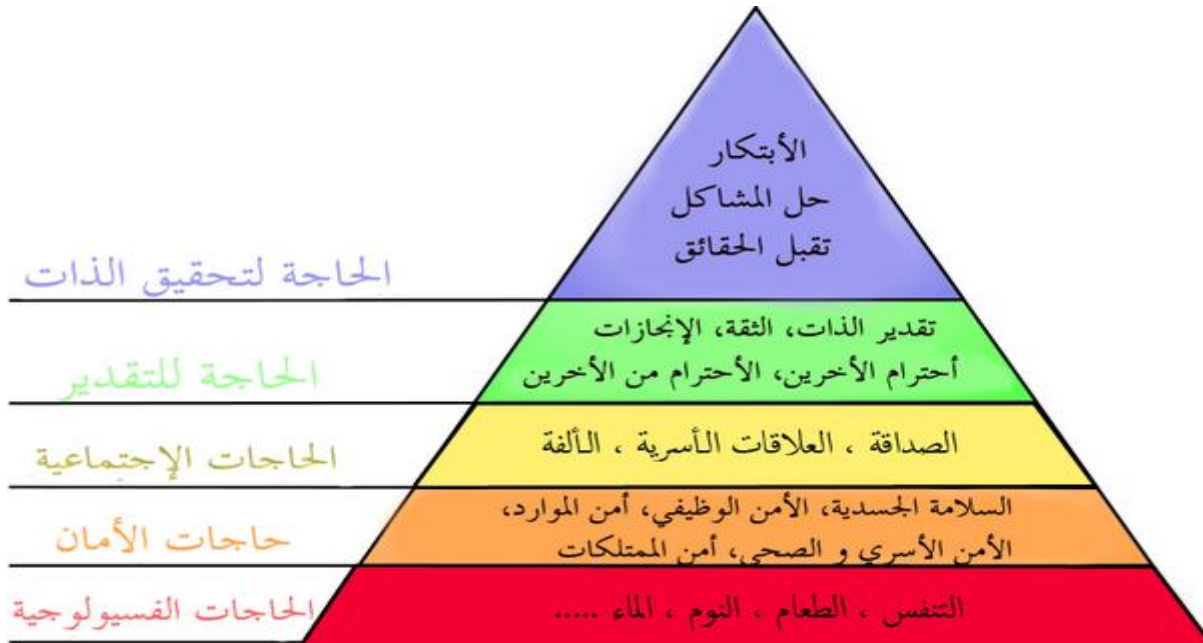 الأبتكار
حل المشاكل
تقبل الحقائق
الحاجة لتحقيق الذات
تقدير الذات، الثقة، الإنجازات
أحترام الأخرين، الأحترام من الأخرين
الحاجة للتقدير
الصداقة ، العلاقات الـأسرية ، الـألفة
الحاجات الإجتماعية
السلامة الجسدية، الأمن الوظيفي، أمن الموارد،
الأمن الأسري و الصحي، أمن الممتلكات
حاجات الأمان
التنفس ، الطعام ، النوم ، الماء .....
الحاجات الفسيولوجية